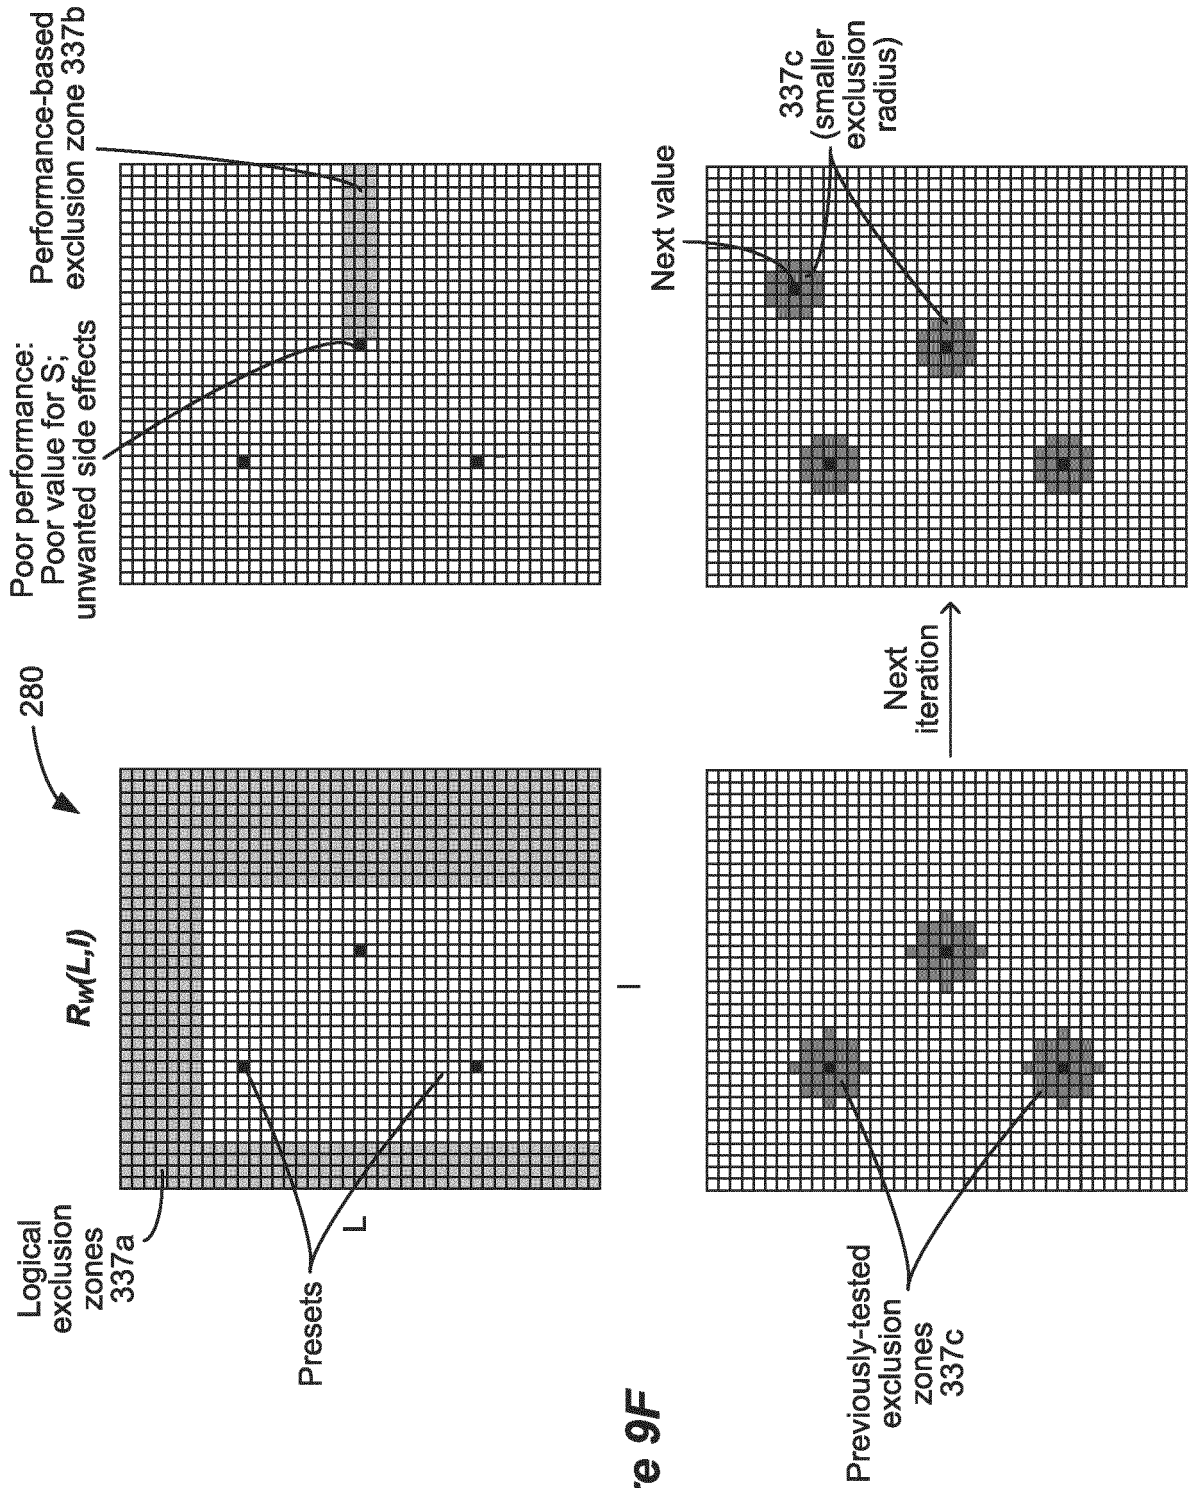 280
R_W(L,I)
Logical
exclusion
zones
337a
Presets
L
I
Poor performance:
Poor value for S;
unwanted side effects
Performance-based
exclusion zone 337b
Previously-tested
exclusion
zones
337c
Next
iteration
Next value
337c
(smaller
exclusion
radius)
re 9F